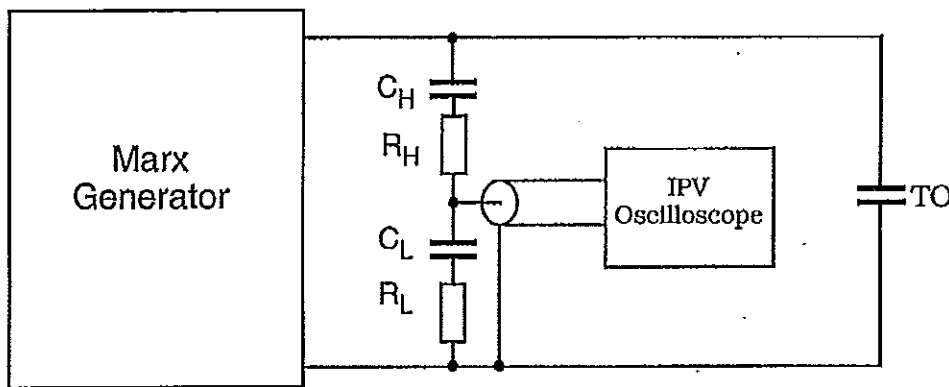 Marx
Generator
C_H
R_H
C_L
R_L
IPV
Oscilloscope
TO